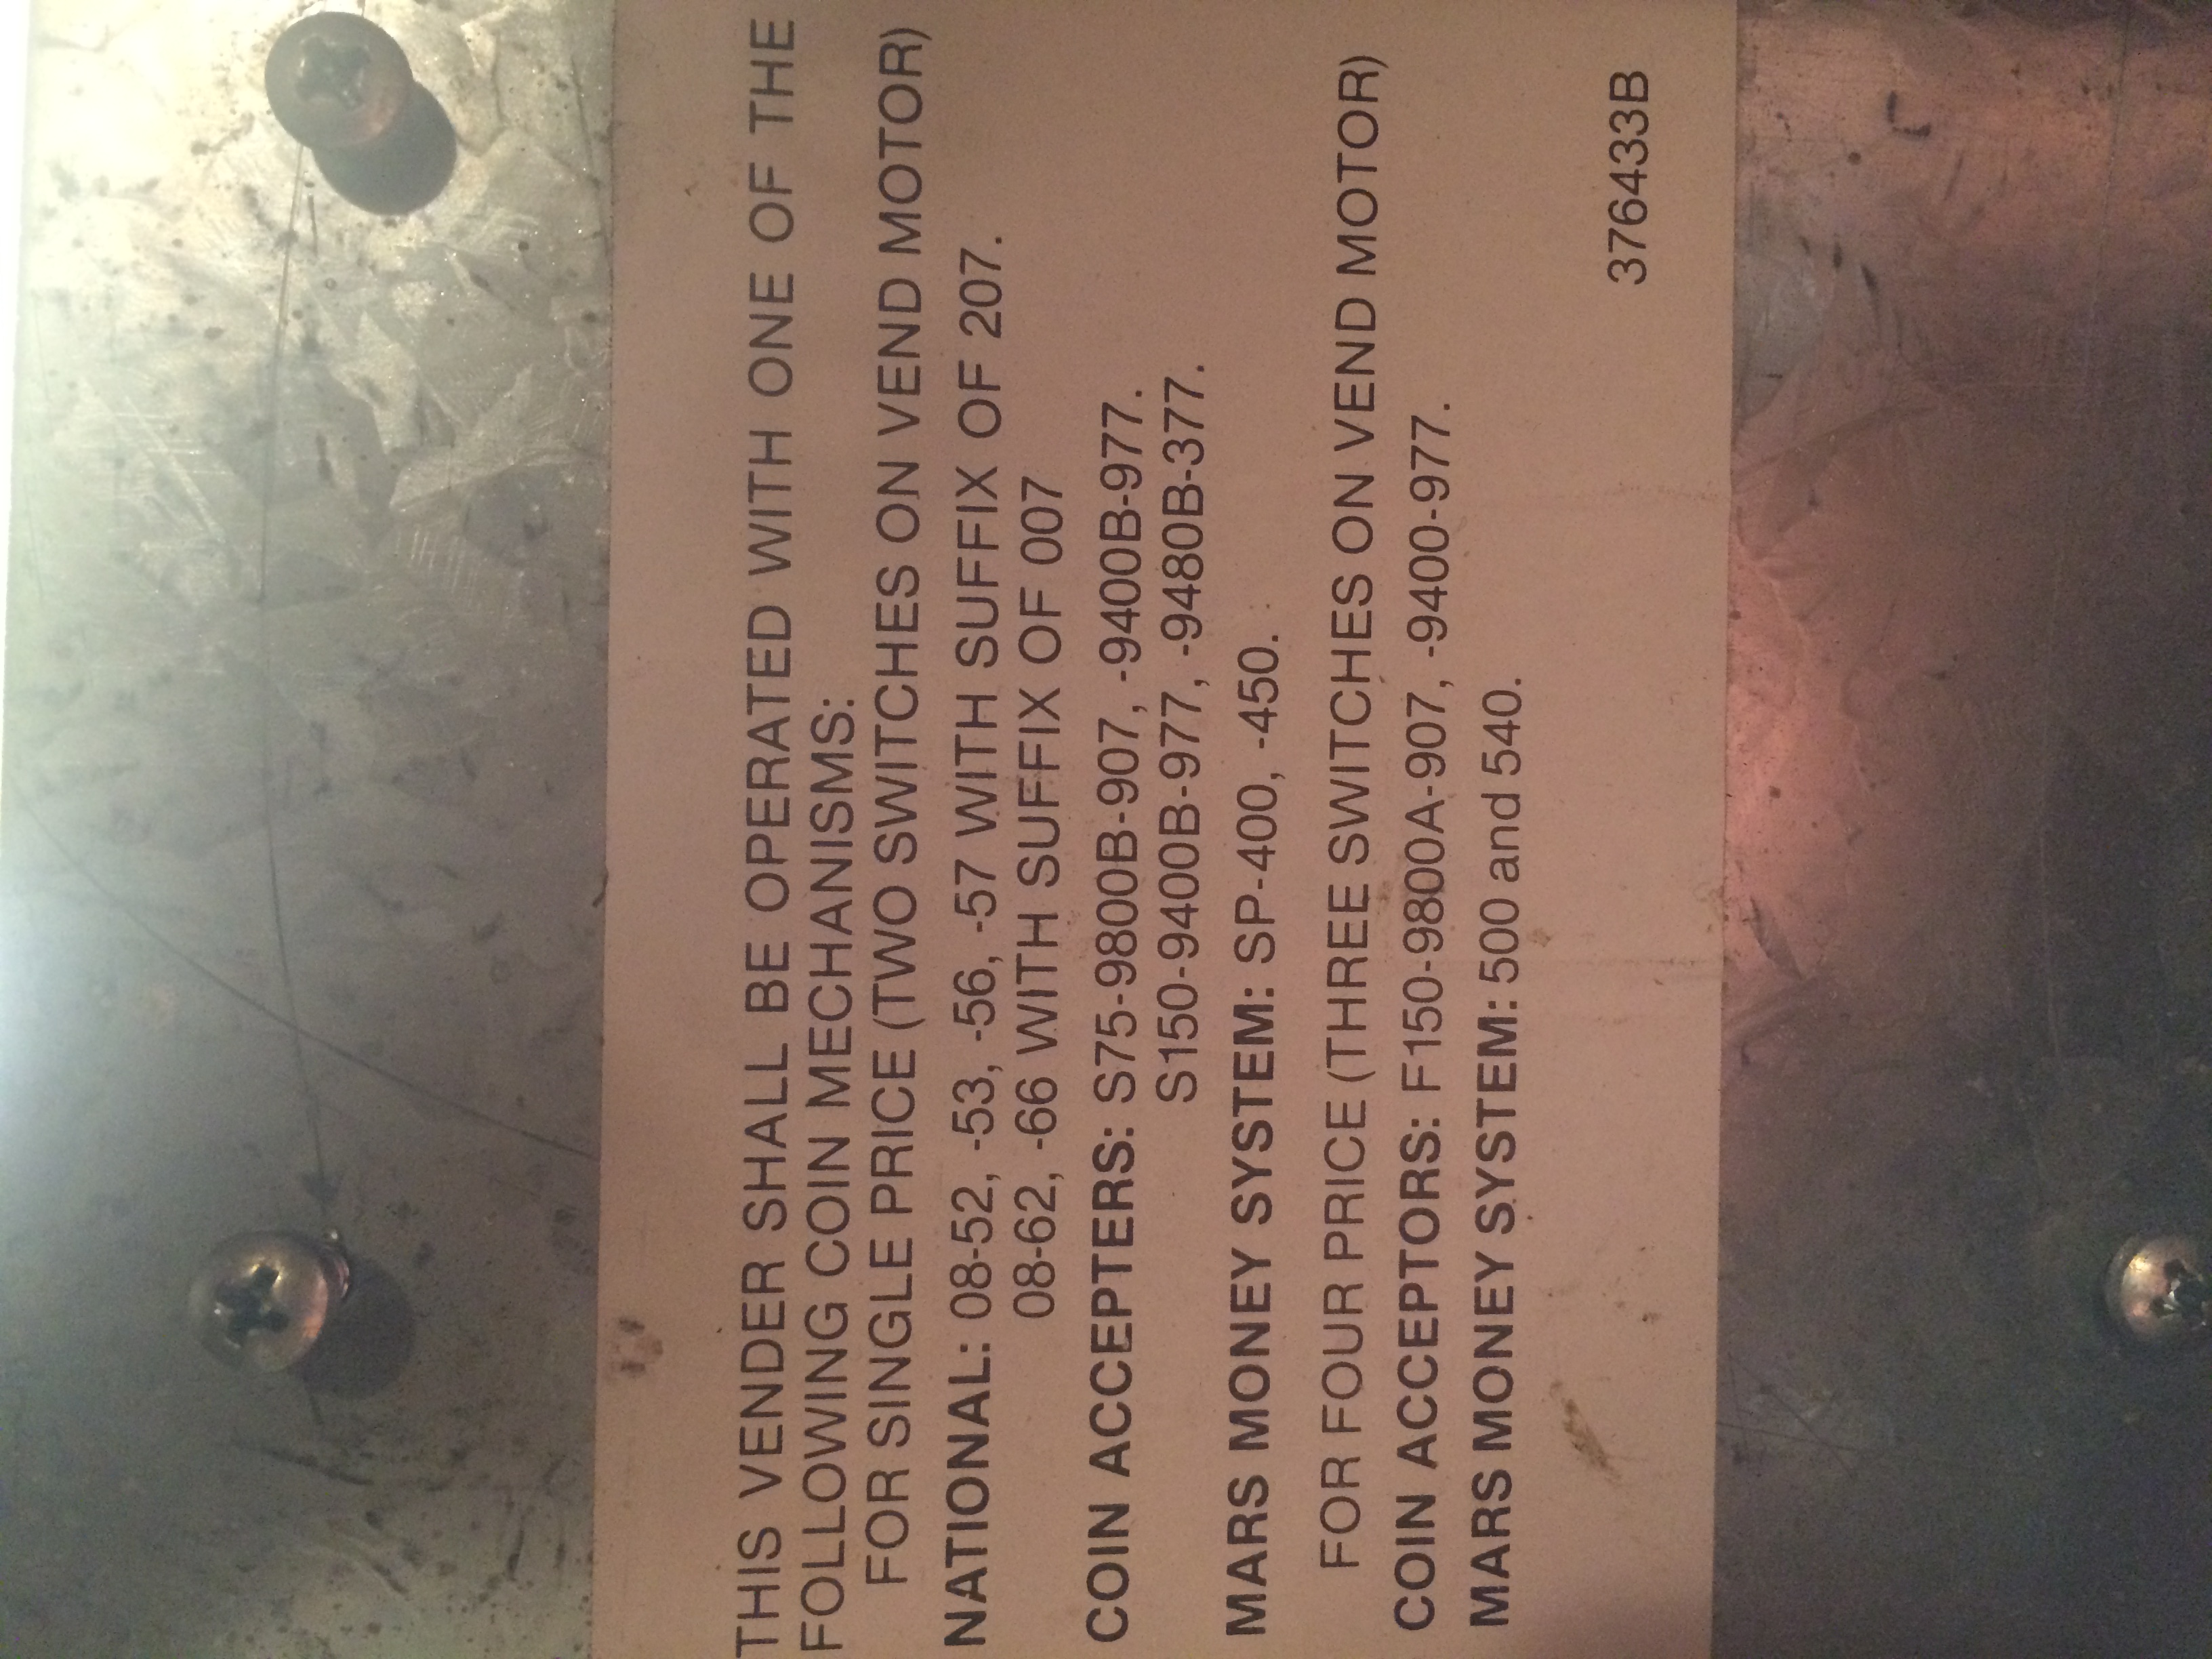 THIS VENDER SHALL BE OPERATED WITH ONE OF THE
FOLLOWING COIN MECHANISMS:
FOR SINGLE PRICE (TWO SWITCHES ON VEND MOTOR)
NATIONAL: 08-52, -53, -56, -57 WITH SUFFIX OF 207.
08-62, -66 WITH SUFFIX OF 007
COIN ACCEPTERS: S75-9800B-907, -9400B-977.
S150-9400B-977, -9480B-377.
MARS MONEY SYSTEM: SP-400, -450.
FOR FOUR PRICE (THREE SWITCHES ON VEND MOTOR)
COIN ACCEPTORS: F150-9800A-907, -9400-977.
MARS MONEY SYSTEM: 500 and 540.
376433B